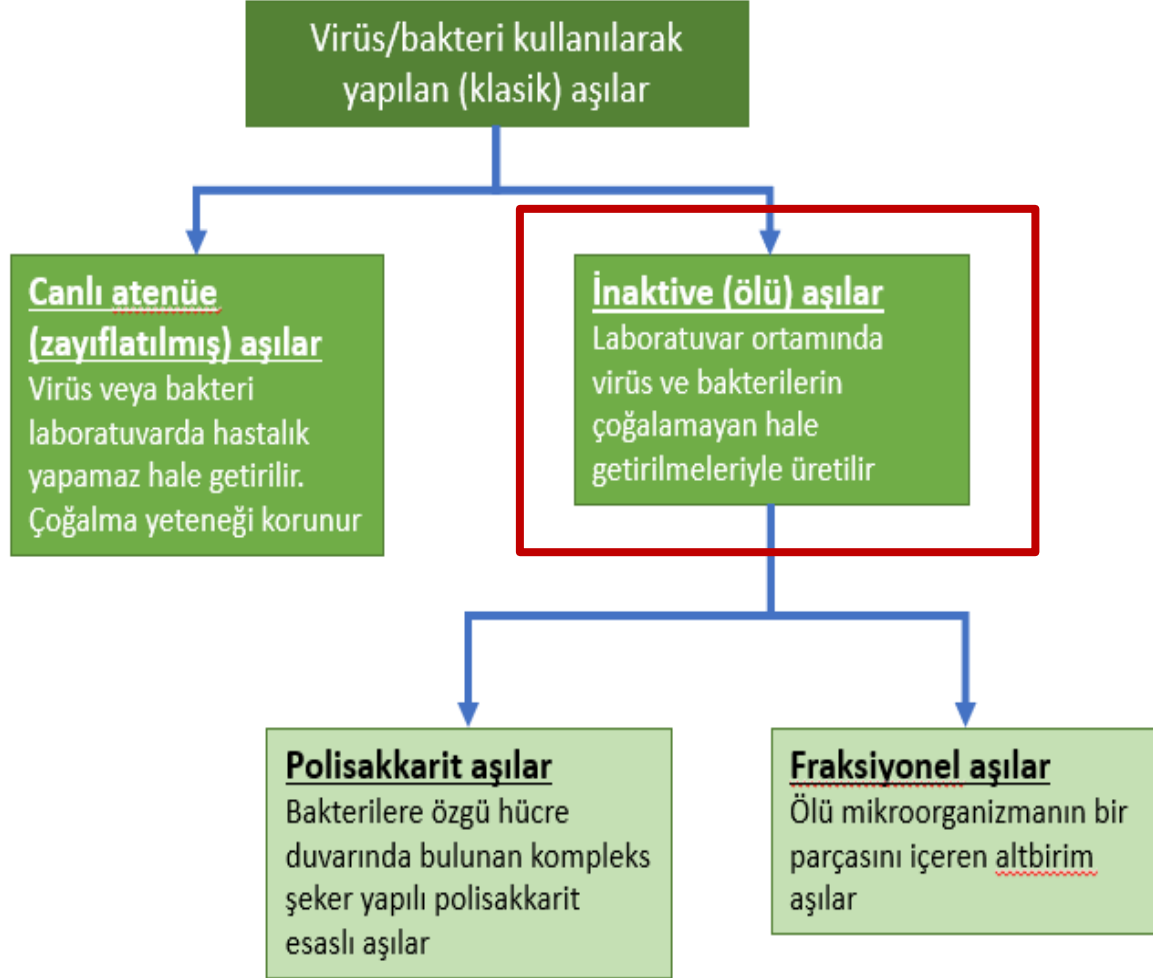 Virüs/bakteri kullanılarak
yapılan (klasik) aşılar
Canlı atenüe
(zayıflatılmış) aşılar
Virüs veya bakteri
laboratuvarda hastalık
yapamaz hale getirilir.
Çoğalma yeteneği korunur
İnaktive (ölü) aşılar
Laboratuvar ortamında
virüs ve bakterilerin
çoğalamayan hale
getirilmeleriyle üretilir
Polisakkarit aşılar
Bakterilere özgü hücre
duvarında bulunan kompleks
şeker yapılı polisakkarit
esaslı aşılar
Fraksiyonel aşılar
Ölü mikroorganizmanın bir
parçasını içeren altbirim
aşılar